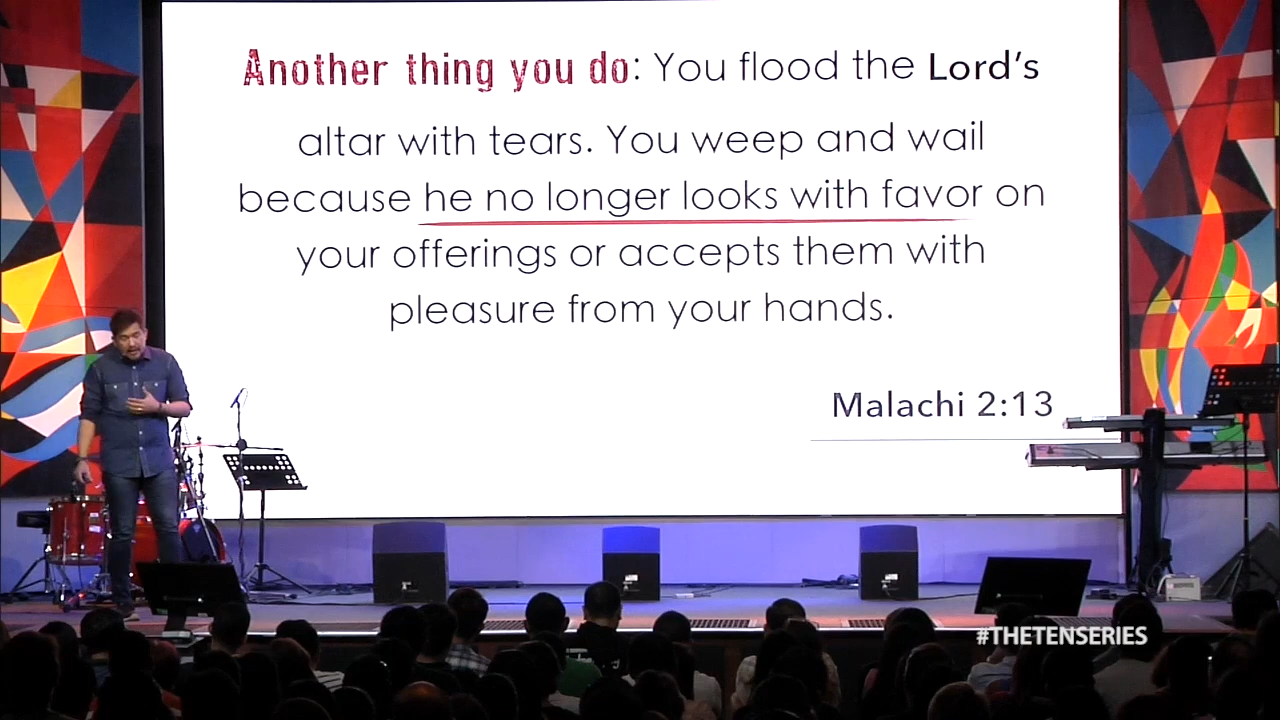 Another thing you do: You flood the Lord's
altar with tears. You weep and wail
because he no longer looks with favor on
your offerings or accepts them with
pleasure from your hands.
Malachi 2:13
#THETENSERIES